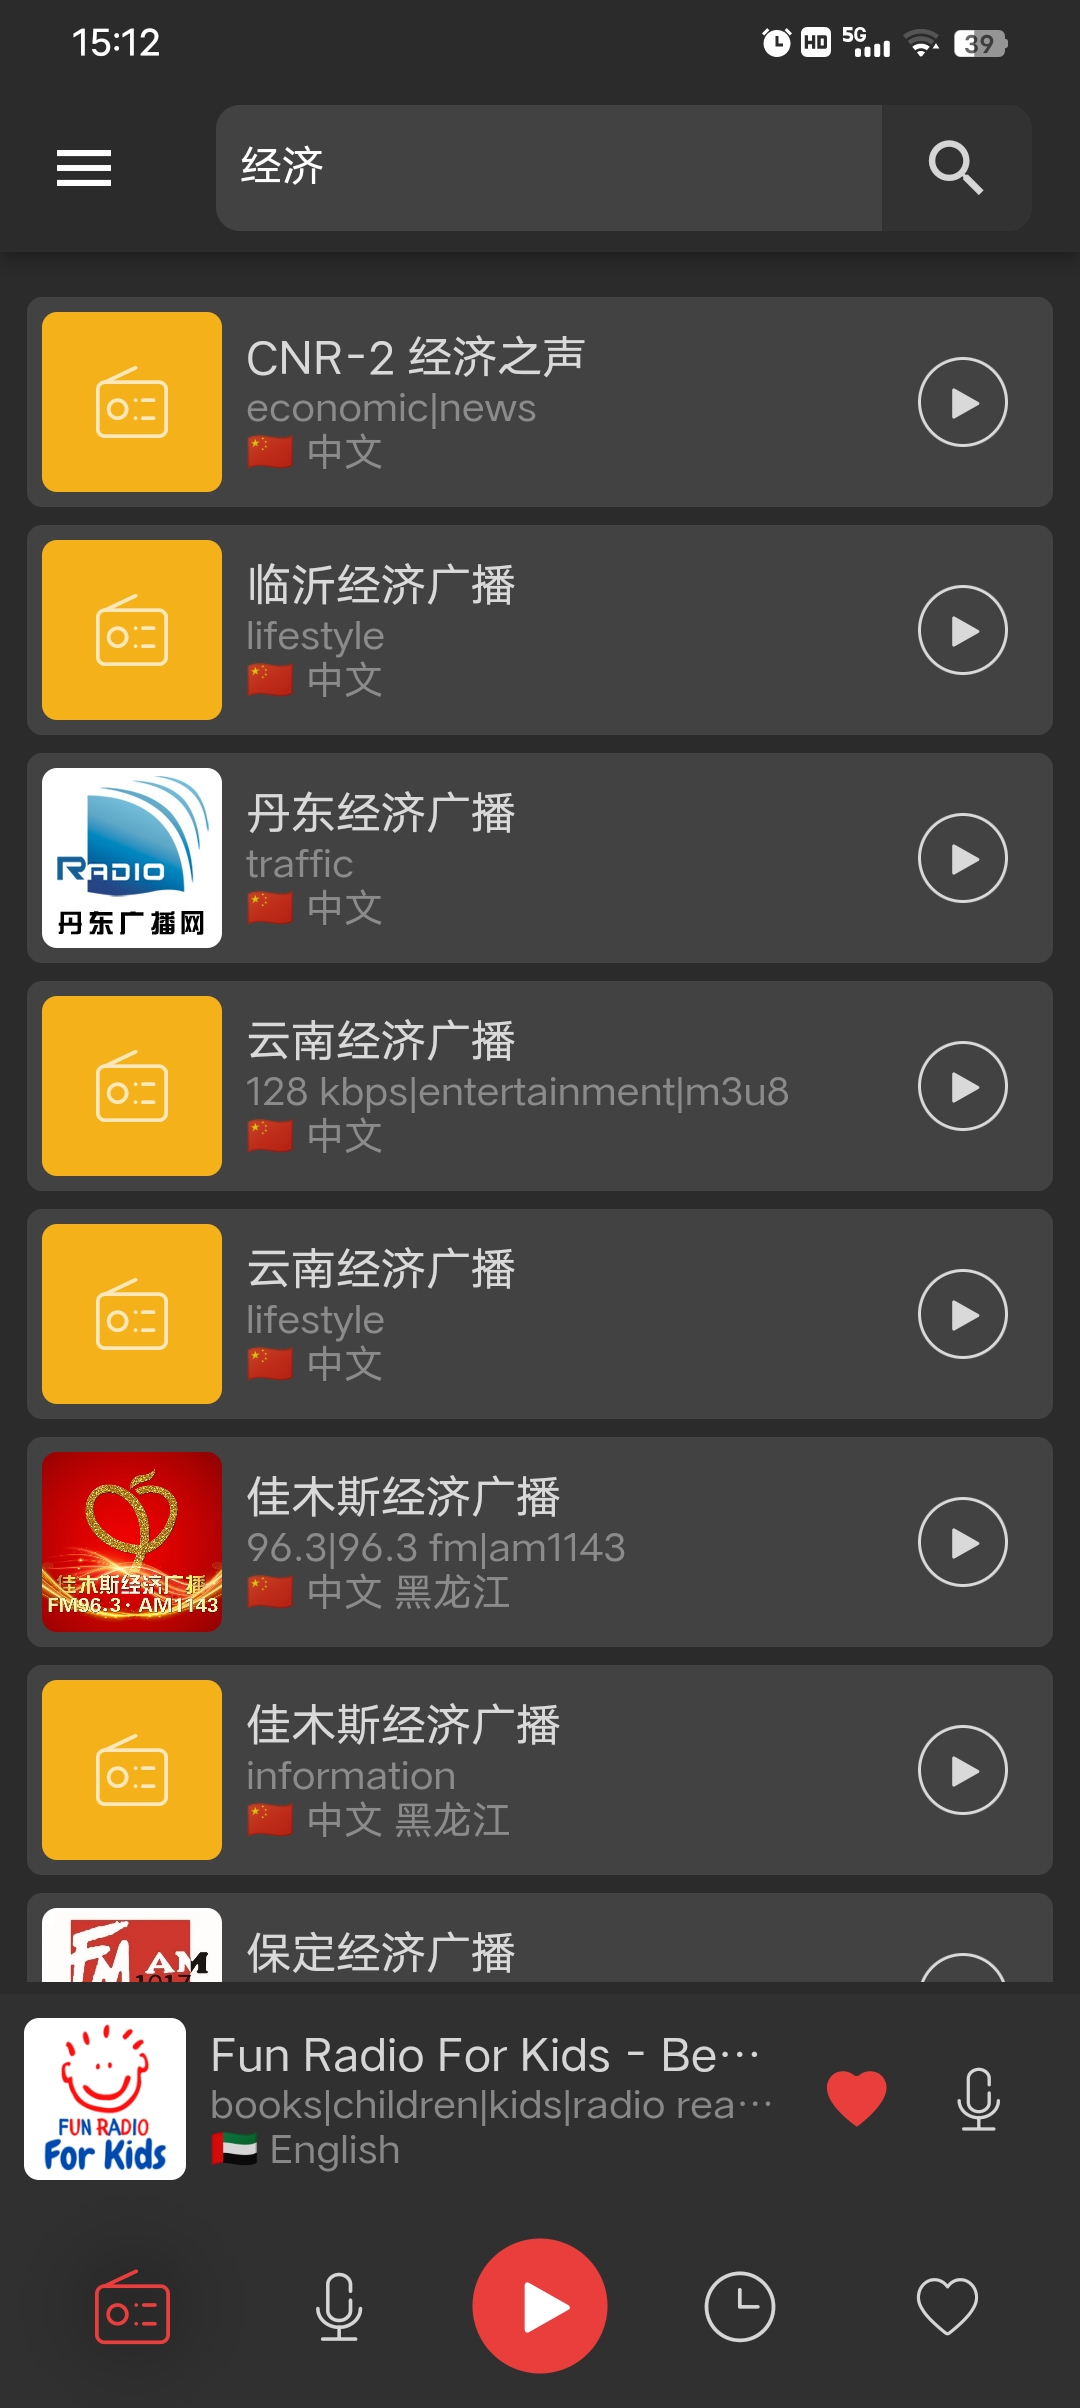 15:12
HD 5G 39
经济
CNR-2 经济之声
economic|news
中文
临沂经济广播
lifestyle
中文
RADIO
丹东广播网
丹东经济广播
traffic
中文
云南经济广播
128 kbps|entertainment|m3u8
中文
云南经济广播
lifestyle
中文
佳木斯经济广播
FM96.3· AM1143
佳木斯经济广播
96.3|96.3 fm|am1143
中文 黑龙江
佳木斯经济广播
information
中文 黑龙江
FM AM
保定经济广播
FUN RADIO
For Kids
Fun Radio For Kids - Be···
books|children|kids|radio rea···
English